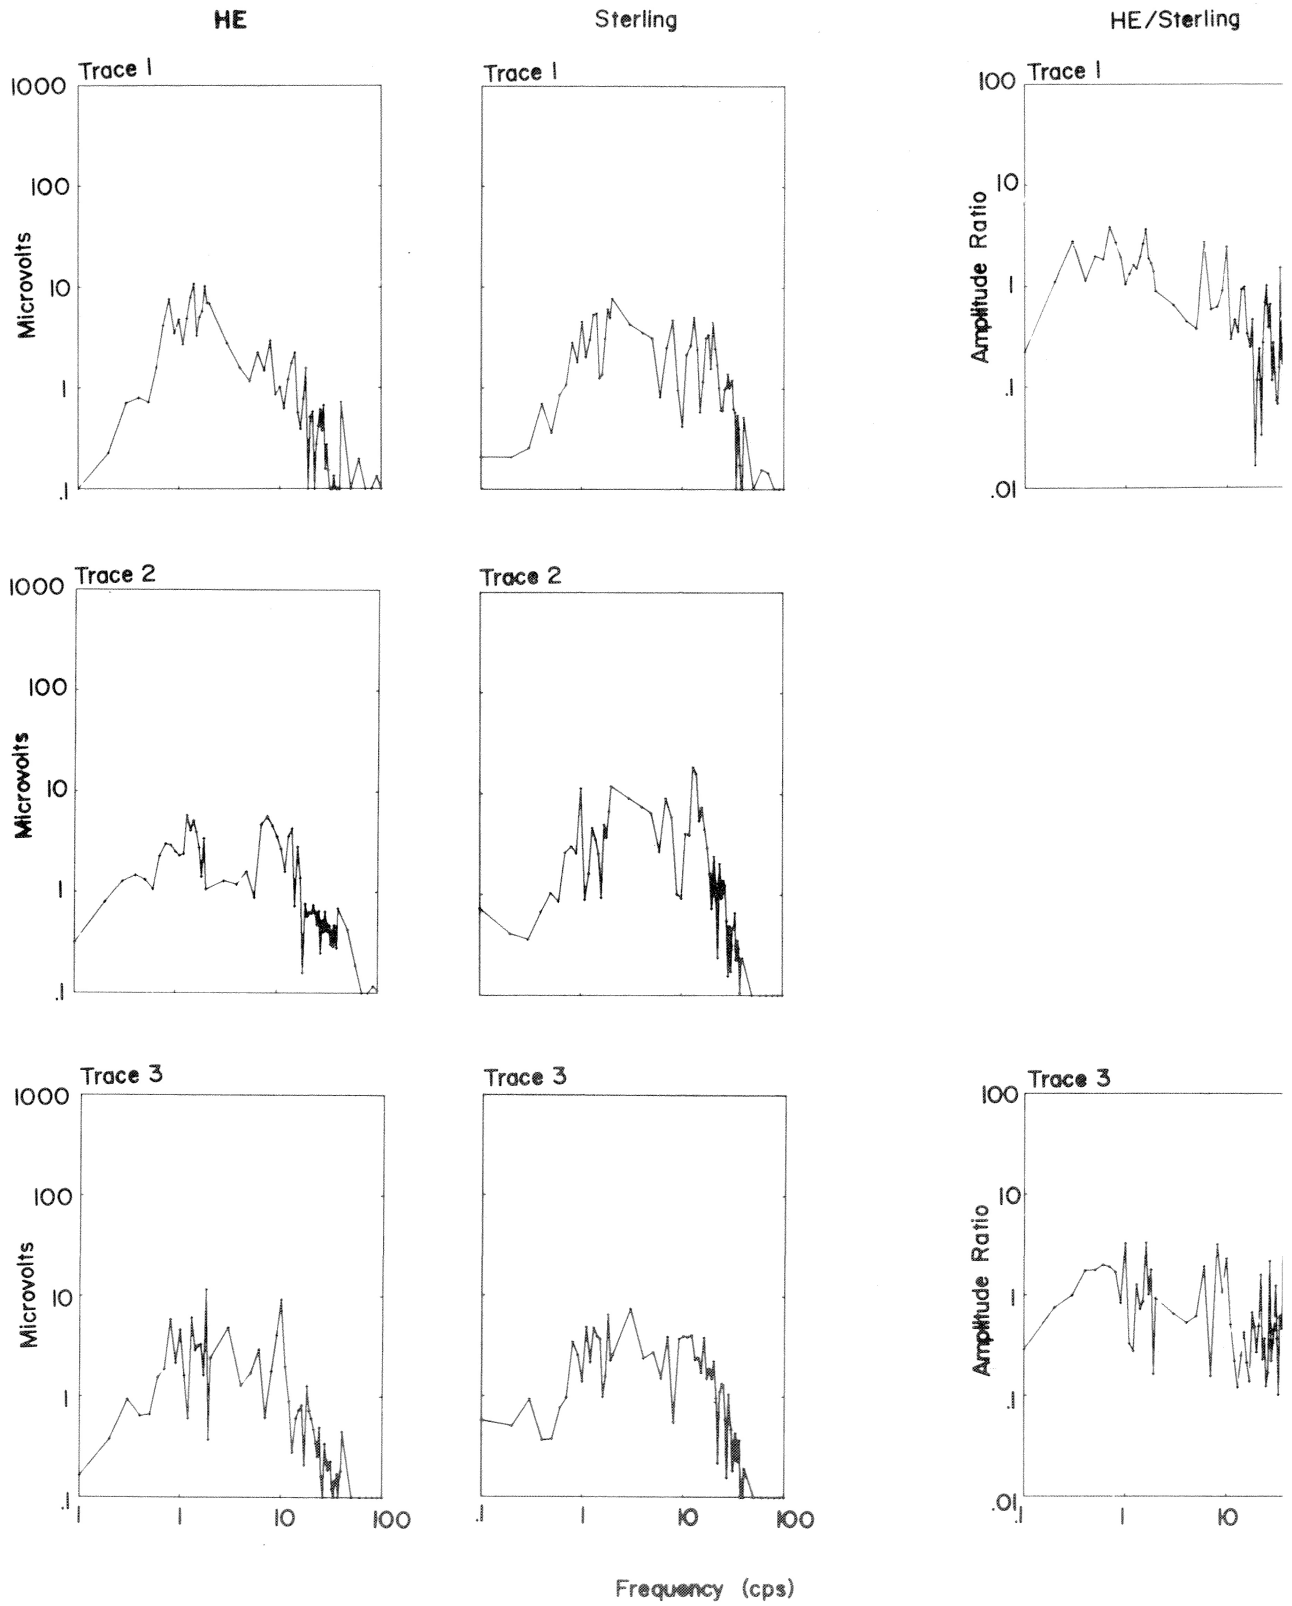 HE Sterling HE/Sterling
Trace 1 Trace 1 Trace 1
1000 100
100 10
Microvolts Amplitude Ratio
10 1
1 .1
.1 .01
Trace 2 Trace 2
1000
100
Microvolts
10
1
.1
Trace 3 Trace 3 Trace 3
1000 100
100 10
Microvolts Amplitude Ratio
10 1
1 .1
.1 .01
.1 1 10 100 .1 1 10 100 .1 1 10
Frequency (cps)